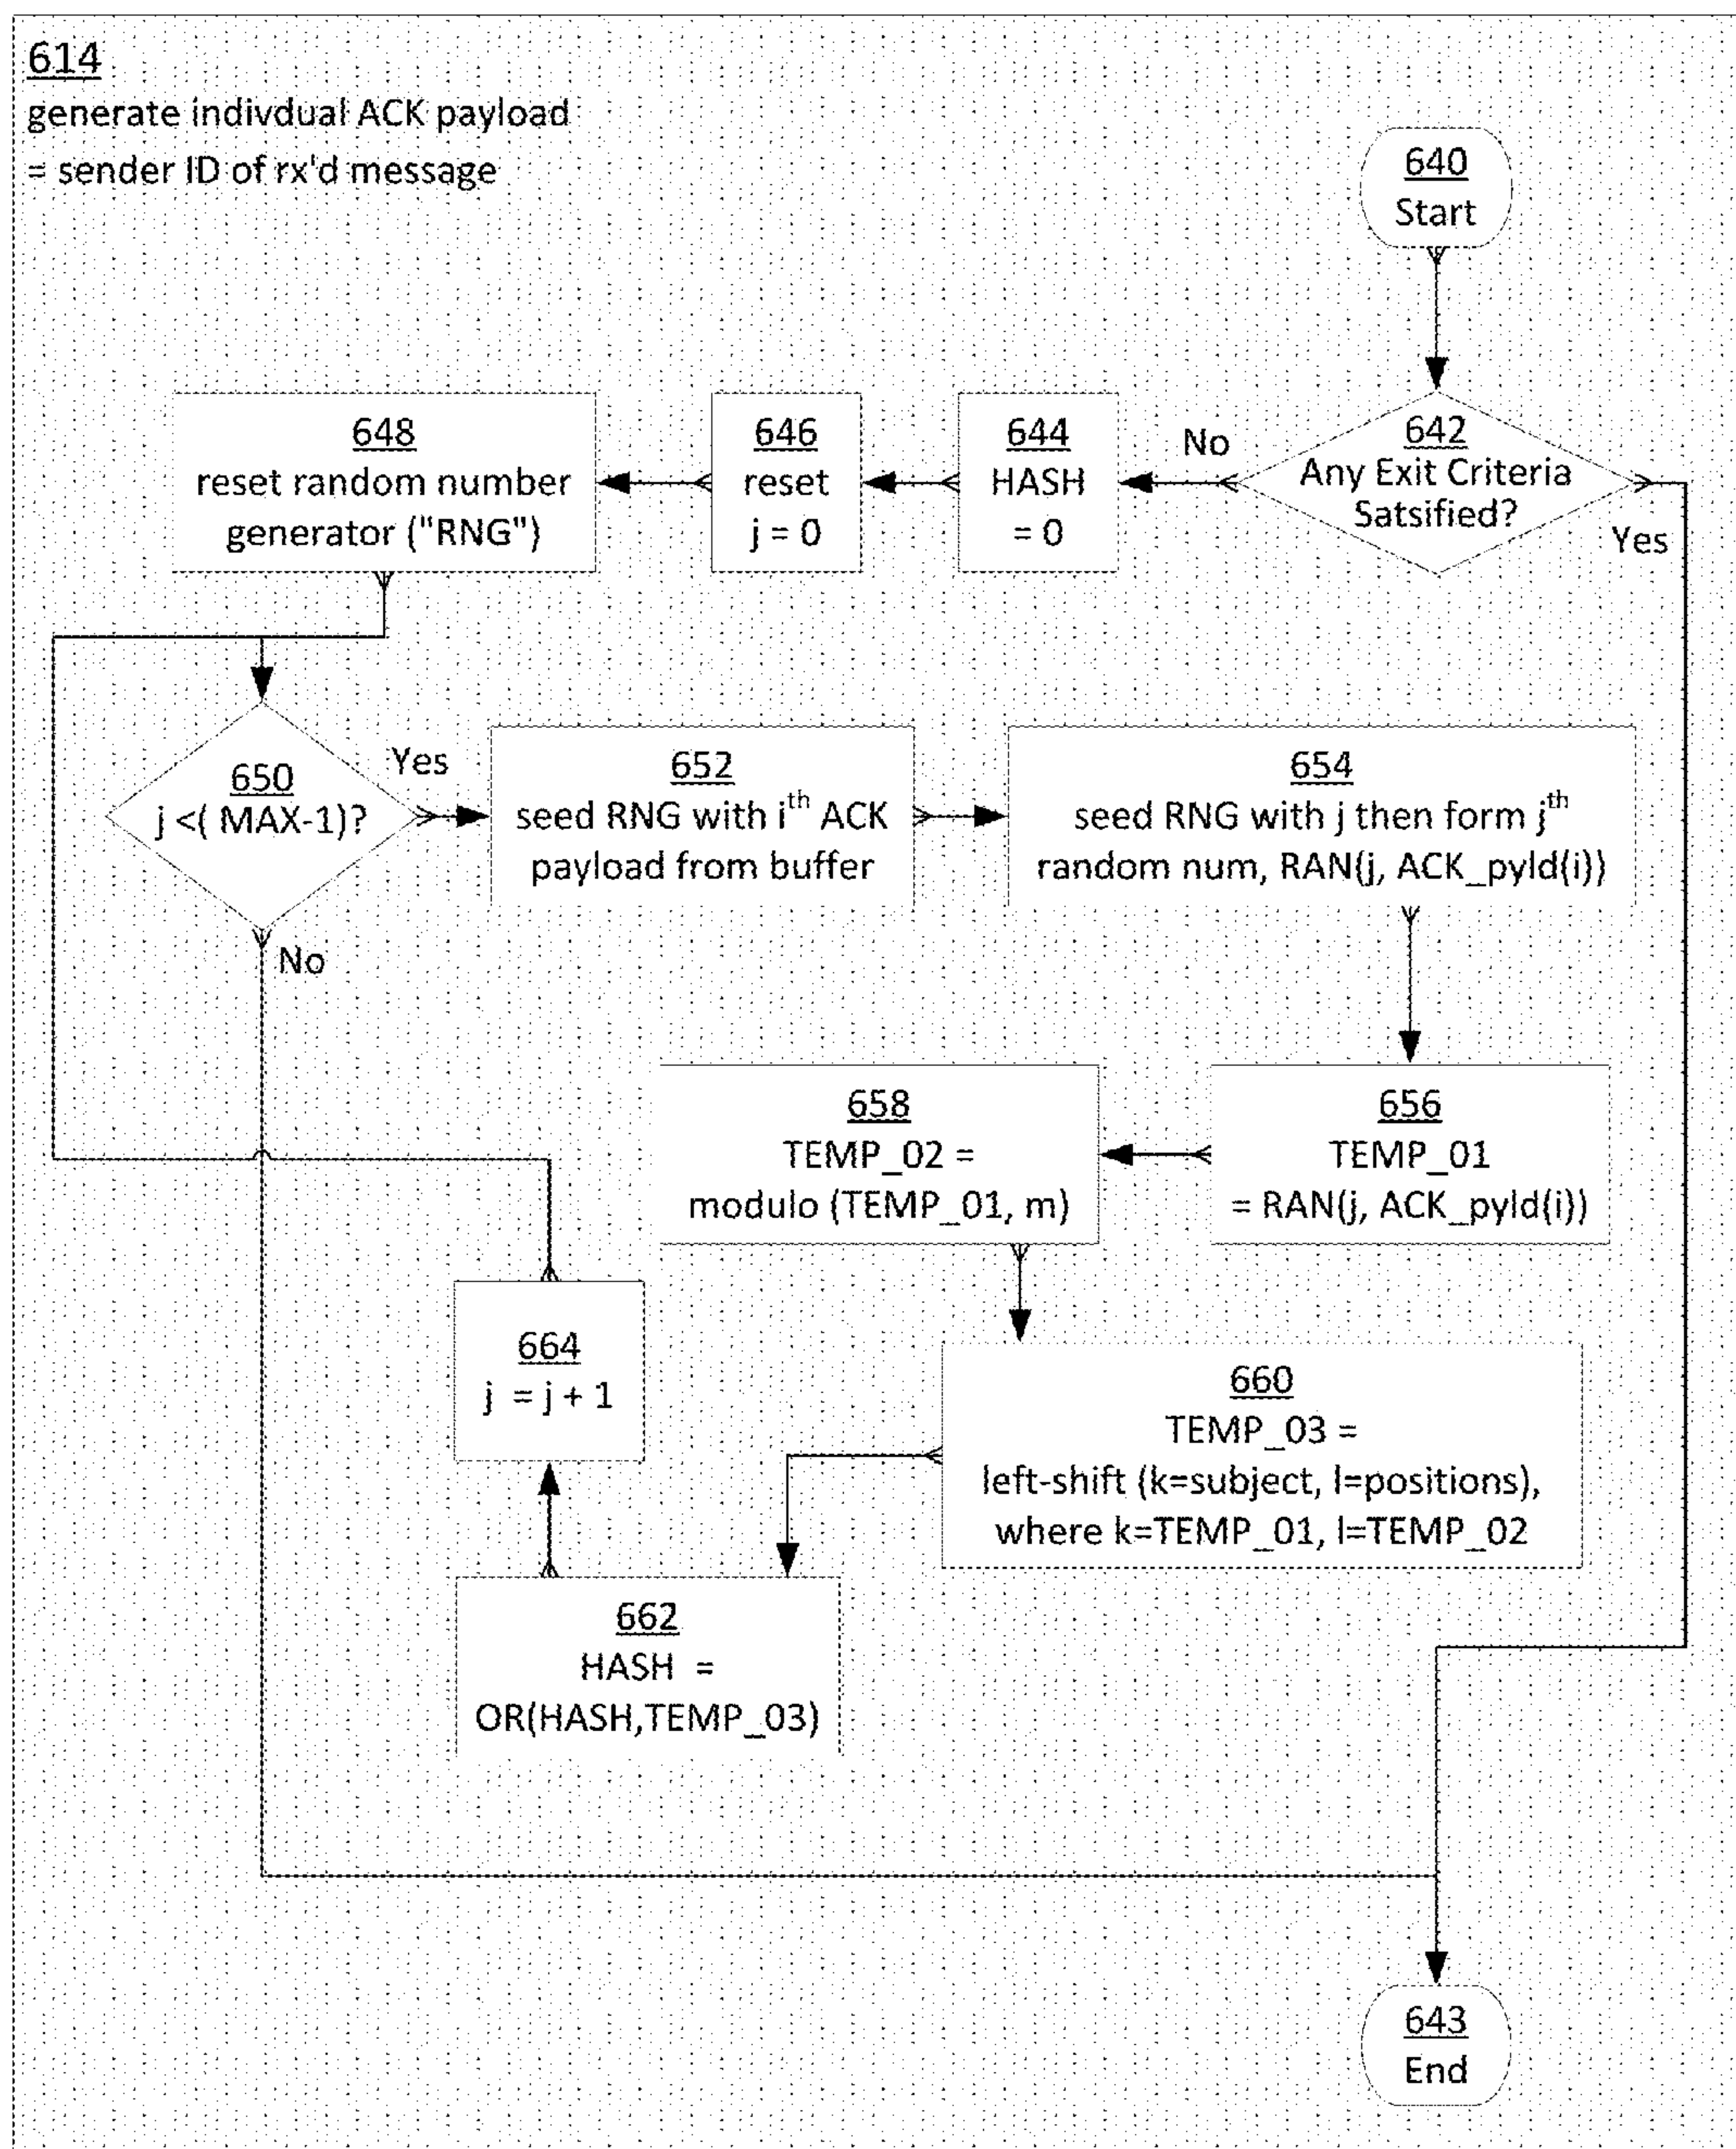 614
generate indivdual ACK payload
= sender ID of rx'd message
640
Start
642
Any Exit Criteria
Satsified?
No
Yes
644
HASH
= 0
646
reset
j = 0
648
reset random number
generator ("RNG")
650
j <( MAX-1)?
Yes
No
652
seed RNG with ith ACK
payload from buffer
654
seed RNG with j then form jth
random num, RAN(j, ACK_pyld(i))
656
TEMP_01
= RAN(j, ACK_pyld(i))
658
TEMP_02 =
modulo (TEMP_01, m)
660
TEMP_03 =
left-shift (k=subject, l=positions),
where k=TEMP_01, l=TEMP_02
662
HASH =
OR(HASH,TEMP_03)
664
j = j + 1
643
End